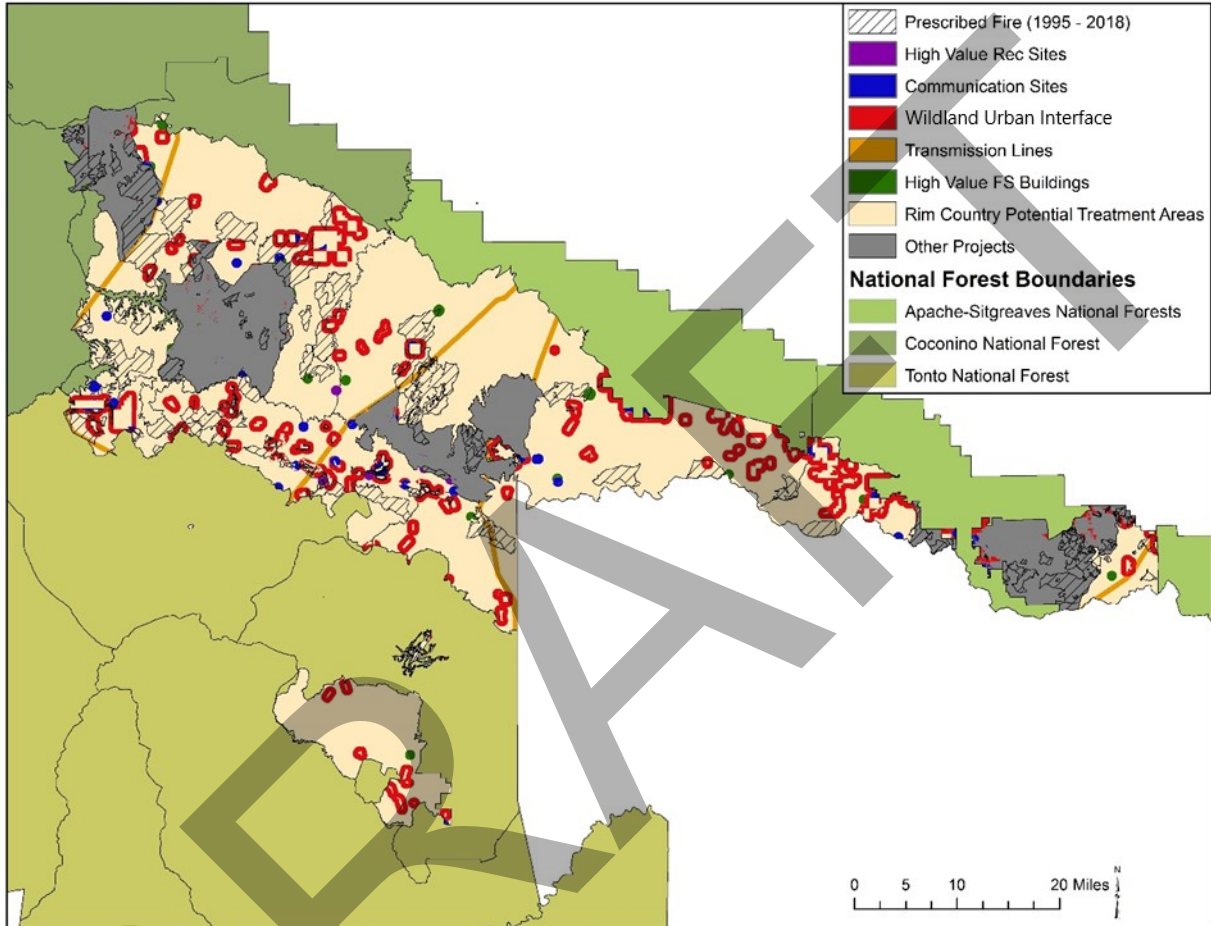 Prescribed Fire (1995 - 2018)
High Value Rec Sites
Communication Sites
Wildland Urban Interface
Transmission Lines
High Value FS Buildings
Rim Country Potential Treatment Areas
Other Projects
National Forest Boundaries
Apache-Sitgreaves National Forests
Coconino National Forest
Tonto National Forest
DRAFT
0 5 10 20 Miles
N